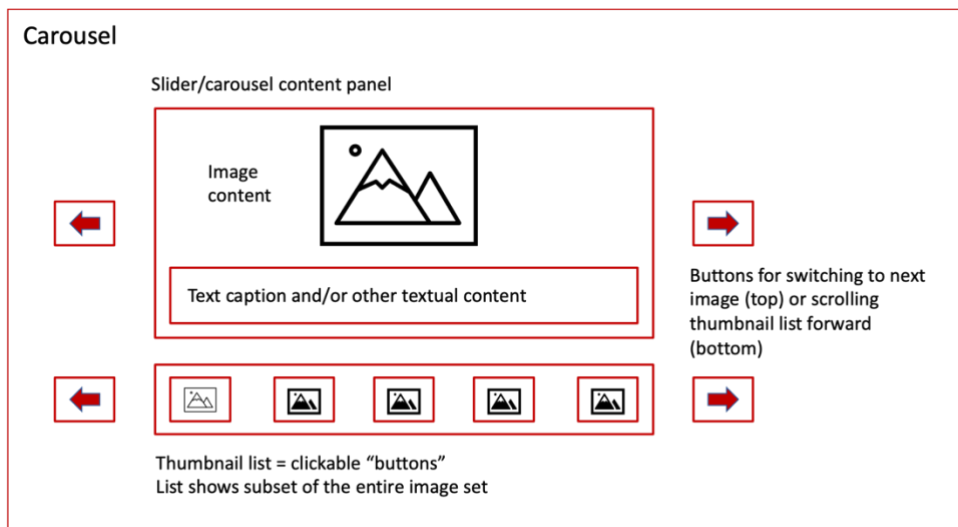 Carousel
Slider/carousel content panel
Image
content
Text caption and/or other textual content
Buttons for switching to next
image (top) or scrolling
thumbnail list forward
(bottom)
Thumbnail list = clickable “buttons”
List shows subset of the entire image set